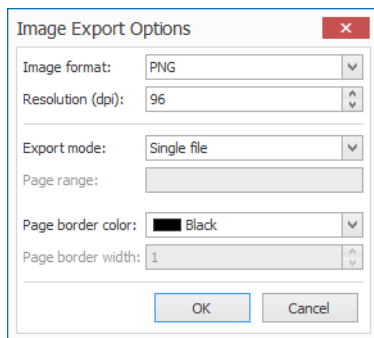 Image Export Options
Image format: PNG
Resolution (dpi): 96
Export mode: Single file
Page range:
Page border color: Black
Page border width: 1
OK Cancel